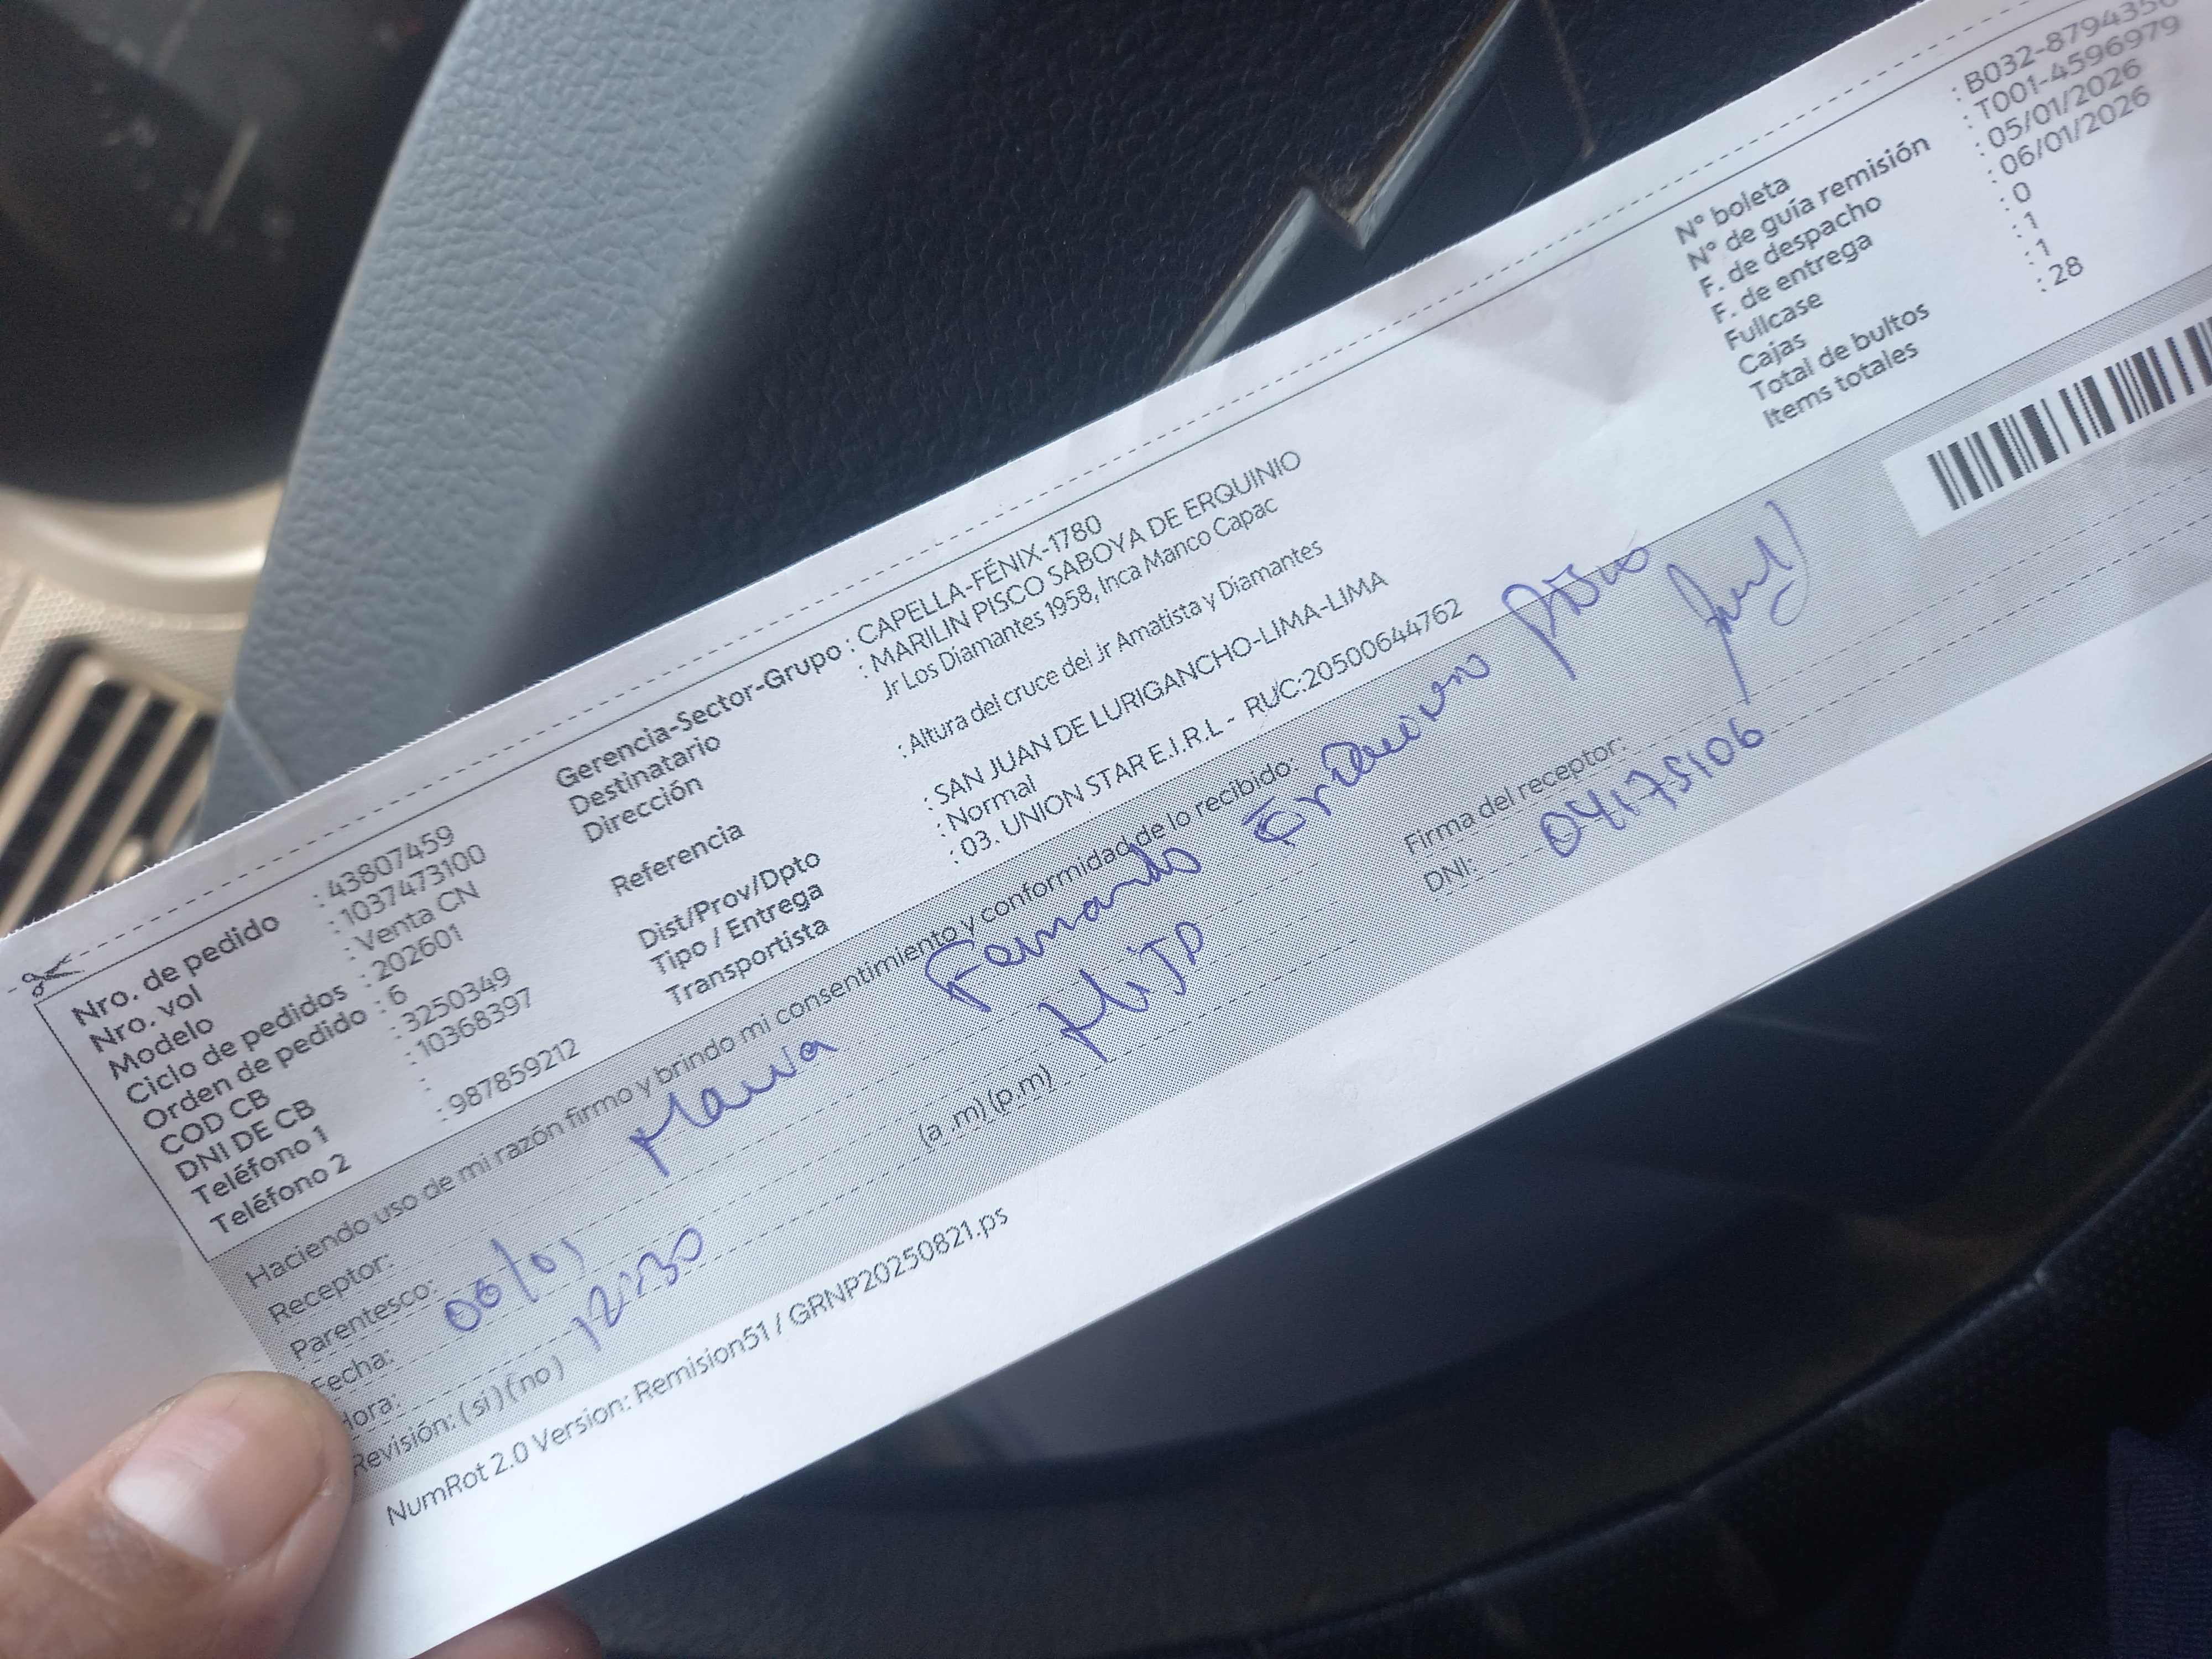 Nro. de pedido : 43807459
Nro. vol : 1037473100
Modelo : Venta CN
Ciclo de pedidos : 202601
Orden de pedido : 6
COD CB : 3250349
DNI DE CB : 10368397
Teléfono 1 :
Teléfono 2 : 987859212
Gerencia-Sector-Grupo : CAPELLA-FÉNIX-1780
Destinatario : MARILIN PISCO SABOYA DE ERQUINIO
Dirección Jr Los Diamantes 1958, Inca Manco Capac
Referencia : Altura del cruce del Jr Amatista y Diamantes
Dist/Prov/Dpto : SAN JUAN DE LURIGANCHO-LIMA-LIMA
Tipo / Entrega : Normal
Transportista : 03. UNION STAR E.I.R.L - RUC:20500644762
N° boleta : B032-8794356
N° de guía remisión : T001-4596979
F. de despacho : 05/01/2026
F. de entrega : 06/01/2026
Fullcase : 0
Cajas : 1
Total de bultos : 1
Items totales : 28
Haciendo uso de mi razón firmo y brindo mi consentimiento y conformidad de lo recibido:
Receptor: Fernando Pisco
Parentesco: HiJA
Fecha: 06/01
Hora: 12:30 (a .m) (p.m)
Revisión: ( si ) ( no )
Firma del receptor:
DNI: 04175106
NumRot 2.0 Version: Remision51 / GRNP20250821.ps